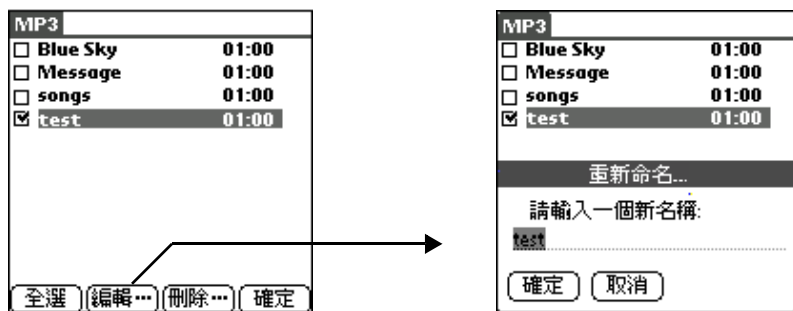 MP3
Blue Sky 01:00
Message 01:00
songs 01:00
test 01:00
全選 編輯… 刪除… 確定
MP3
Blue Sky 01:00
Message 01:00
songs 01:00
test 01:00
重新命名...
請輸入一個新名稱:
test
確定 取消